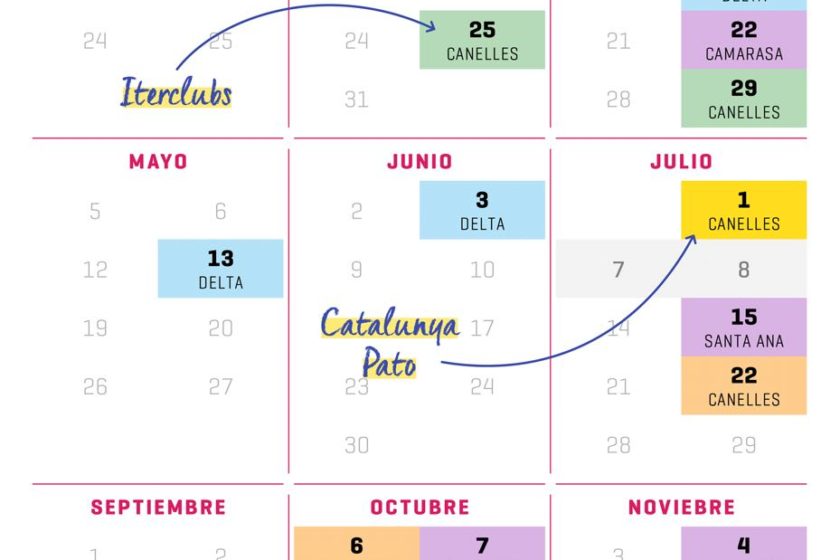 DELTA
24 25 24 25 21 22
CANELLES CAMARASA
Iterclubs
31 28 29
CANELLES
MAYO JUNIO JULIO
5 6 2 3 1
DELTA CANELLES
12 13 9 10 7 8
DELTA
19 20 Catalunya 17 14 15
SANTA ANA
Pato
26 27 23 24 21 22
CANELLES
30 28 29
SEPTIEMBRE OCTUBRE NOVIEBRE
1 2 6 7 3 4